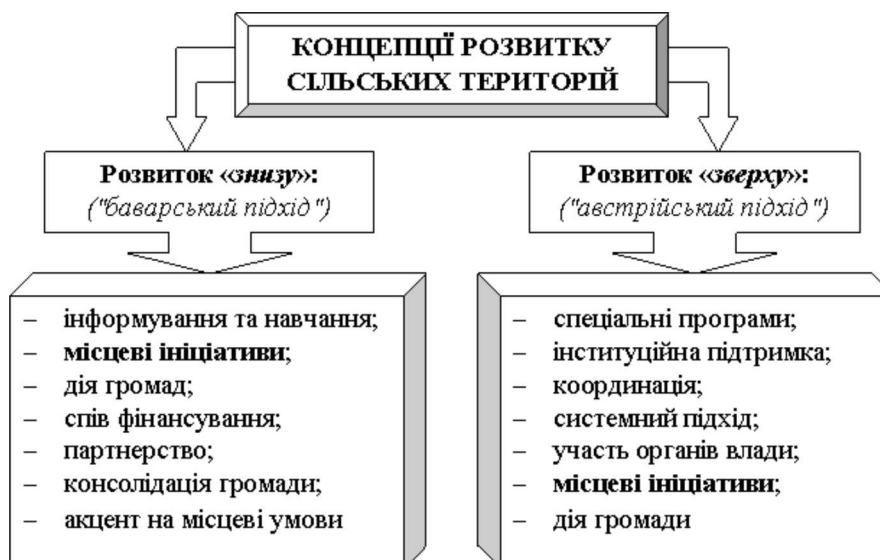 КОНЦЕПЦІЇ РОЗВИТКУ
СІЛЬСЬКИХ ТЕРИТОРІЙ
Розвиток «знизу»:
("баварський підхід")
– інформування та навчання;
– місцеві ініціативи;
– дія громад;
– спів фінансування;
– партнерство;
– консолідація громади;
– акцент на місцеві умови
Розвиток «зверху»:
("австрійський підхід")
– спеціальні програми;
– інституційна підтримка;
– координація;
– системний підхід;
– участь органів влади;
– місцеві ініціативи;
– дія громади